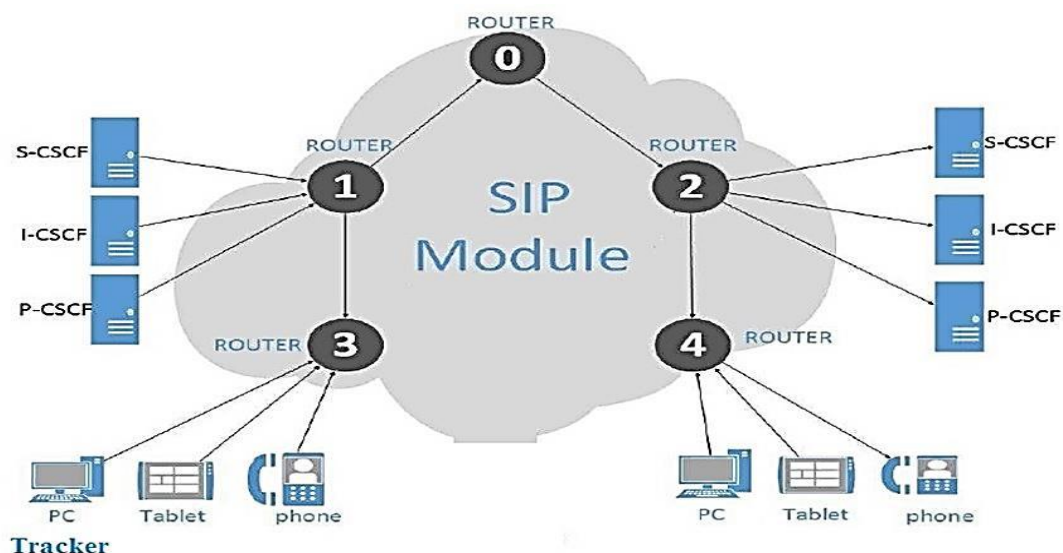 ROUTER
0
ROUTER
1
ROUTER
2
S-CSCF
I-CSCF
P-CSCF
SIP
Module
S-CSCF
I-CSCF
P-CSCF
ROUTER
3
4
ROUTER
PC
Tablet
phone
PC
Tablet
phone
Tracker